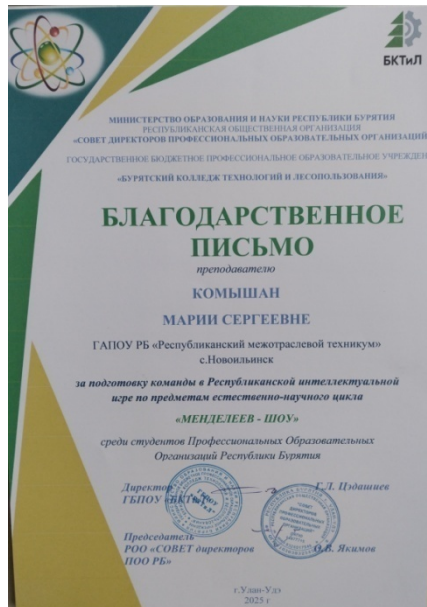 БКТиЛ
МИНИСТЕРСТВО ОБРАЗОВАНИЯ И НАУКИ РЕСПУБЛИКИ БУРЯТИЯ
РЕСПУБЛИКАНСКАЯ ОБЩЕСТВЕННАЯ ОРГАНИЗАЦИЯ
«СОВЕТ ДИРЕКТОРОВ ПРОФЕССИОНАЛЬНЫХ ОБРАЗОВАТЕЛЬНЫХ ОРГАНИЗАЦИЙ
ГОСУДАРСТВЕННОЕ БЮДЖЕТНОЕ ПРОФЕССИОНАЛЬНОЕ ОБРАЗОВАТЕЛЬНОЕ УЧРЕЖДЕН
«БУРЯТСКИЙ КОЛЛЕДЖ ТЕХНОЛОГИЙ И ЛЕСОПОЛЬЗОВАНИЯ»
БЛАГОДАРСТВЕННОЕ
ПИСЬМО
преподавателю
КОМЫШАН
МАРИИ СЕРГЕЕВНЕ
ГАПОУ РБ «Республиканский межотраслевой техникум»
с.Новоильинск
за подготовку команды в Республиканской интеллектуальной
игре по предметам естественно-научного цикла
«МЕНДЕЛЕЕВ - ШОУ»
среди студентов Профессиональных Образовательных
Организаций Республики Бурятия
Директор Г.Л. Цздашиев
ГБПОУ «БКТиЛ»
Председатель
РОО «СОВЕТ директоров О.В. Якимов
ПОО РБ»
г.Улан-Удэ
2025 г